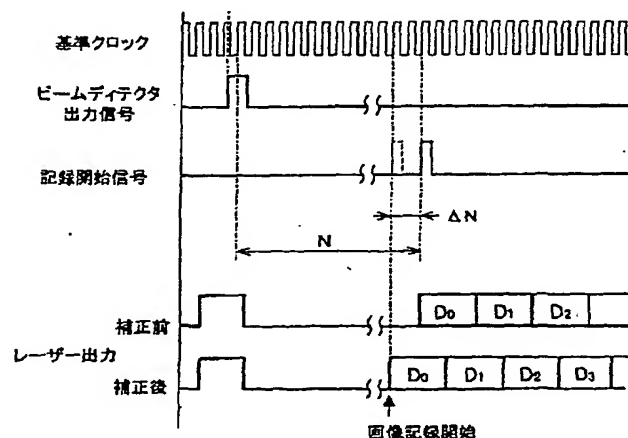 基準クロック
ビームディテクタ
出力信号
記録開始信号
ΔN
N
補正前
D0 D1 D2
レーザー出力
補正後
D0 D1 D2 D3
画像記録開始